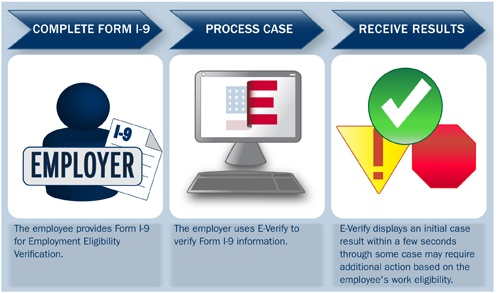 COMPLETE FORM I-9
PROCESS CASE
RECEIVE RESULTS
I-9
EMPLOYER
E
The employee provides Form I-9
for Employment Eligibility
Verification.
The employer uses E-Verify to
verify Form I-9 information.
E-Verify displays an initial case
result within a few seconds
through some case may require
additional action based on the
employee's work eligibility.